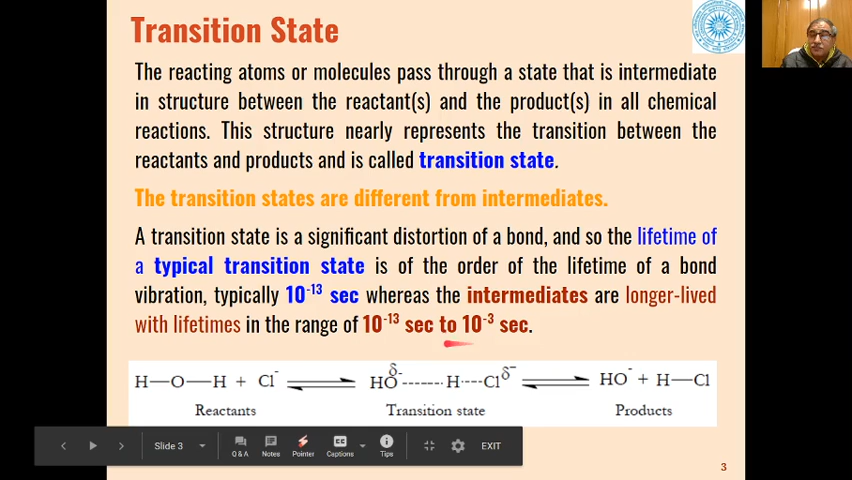 Transition State
The reacting atoms or molecules pass through a state that is intermediate
in structure between the reactant(s) and the product(s) in all chemical
reactions. This structure nearly represents the transition between the
reactants and products and is called transition state.
The transition states are different from intermediates.
A transition state is a significant distortion of a bond, and so the lifetime of
a typical transition state is of the order of the lifetime of a bond
vibration, typically 10⁻¹³ sec whereas the intermediates are longer-lived
with lifetimes in the range of 10⁻¹³ sec to 10⁻³ sec.
H—O—H + Cl⁻ ⇌ HO^δ- ------- H ---- Cl^δ- ⇌ HO⁻ + H—Cl
Reactants Transition state Products
Slide 3 Q & A Notes Pointer Captions Tips EXIT
3